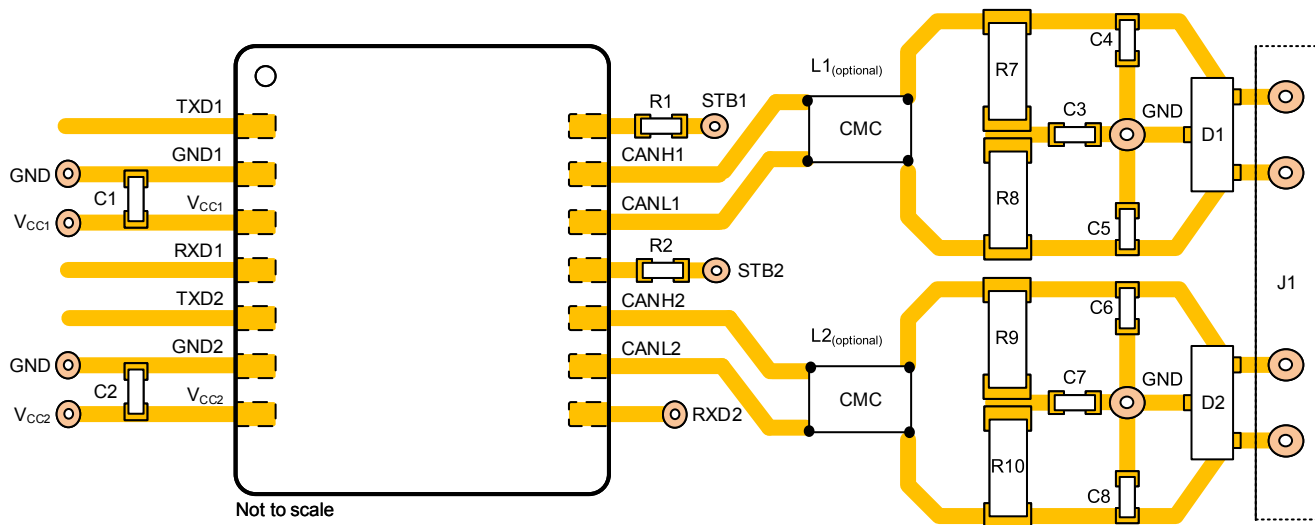 TXD1
GND1
GND
C1
VCC1
VCC1
RXD1
TXD2
GND2
GND
C2
VCC2
VCC2
Not to scale
R1
STB1
CANH1
CANL1
R2
STB2
CANH2
CANL2
RXD2
L1(optional)
CMC
R7
R8
C3
C4
C5
GND
D1
L2(optional)
CMC
R9
R10
C6
C7
C8
GND
D2
J1